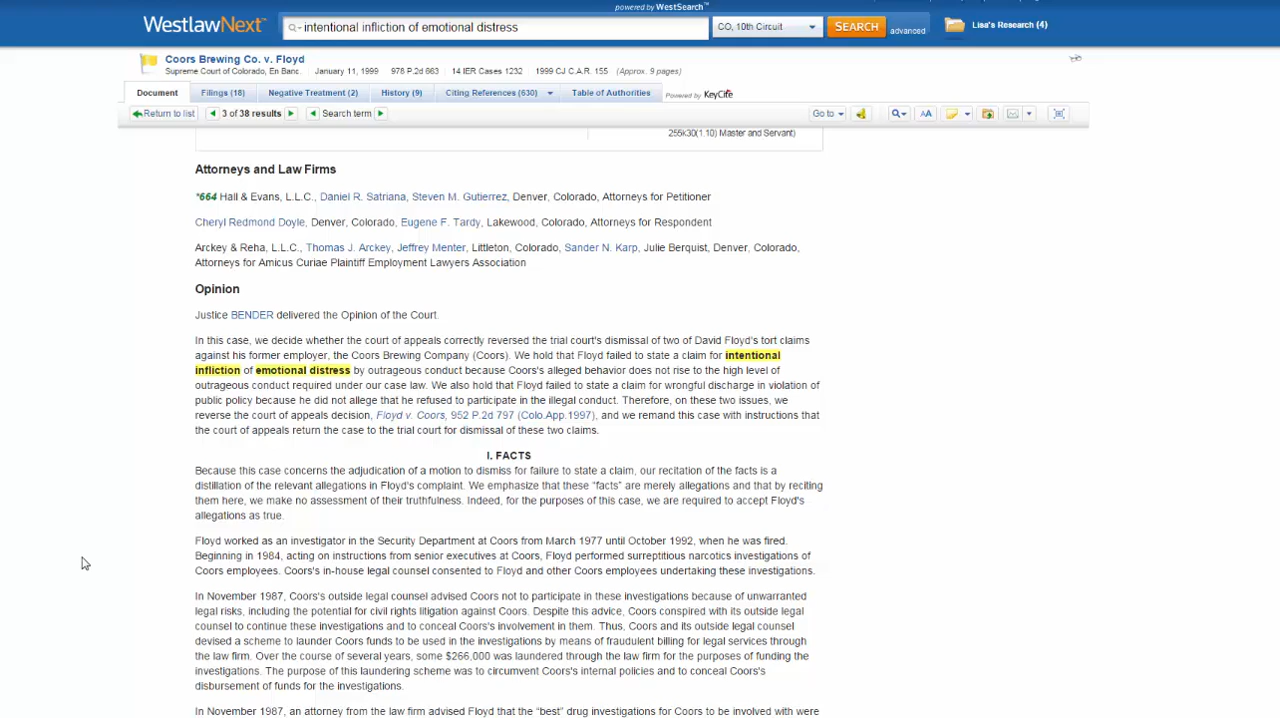 powered by WestSearch™
WestlawNext™
intentional infliction of emotional distress
CO, 10th Circuit
SEARCH
advanced
Lisa's Research (4)
Coors Brewing Co. v. Floyd
Supreme Court of Colorado, En Banc. January 11, 1999 978 P.2d 663 14 IER Cases 1232 1999 CJ C.A.R. 155 (Approx. 9 pages)
Document Filings (18) Negative Treatment (2) History (9) Citing References (630) Table of Authorities Powered by KeyCite
Return to list 3 of 38 results Search term Go to AA
255k30(1.10) Master and Servant)
Attorneys and Law Firms
*664 Hall & Evans, L.L.C., Daniel R. Satriana, Steven M. Gutierrez, Denver, Colorado, Attorneys for Petitioner
Cheryl Redmond Doyle, Denver, Colorado, Eugene F. Tardy, Lakewood, Colorado, Attorneys for Respondent
Arckey & Reha, L.L.C., Thomas J. Arckey, Jeffrey Menter, Littleton, Colorado, Sander N. Karp, Julie Berquist, Denver, Colorado,
Attorneys for Amicus Curiae Plaintiff Employment Lawyers Association
Opinion
Justice BENDER delivered the Opinion of the Court.
In this case, we decide whether the court of appeals correctly reversed the trial court's dismissal of two of David Floyd's tort claims
against his former employer, the Coors Brewing Company (Coors). We hold that Floyd failed to state a claim for intentional
infliction of emotional distress by outrageous conduct because Coors's alleged behavior does not rise to the high level of
outrageous conduct required under our case law. We also hold that Floyd failed to state a claim for wrongful discharge in violation of
public policy because he did not allege that he refused to participate in the illegal conduct. Therefore, on these two issues, we
reverse the court of appeals decision, Floyd v. Coors, 952 P.2d 797 (Colo.App.1997), and we remand this case with instructions that
the court of appeals return the case to the trial court for dismissal of these two claims.
I. FACTS
Because this case concerns the adjudication of a motion to dismiss for failure to state a claim, our recitation of the facts is a
distillation of the relevant allegations in Floyd's complaint. We emphasize that these “facts” are merely allegations and that by reciting
them here, we make no assessment of their truthfulness. Indeed, for the purposes of this case, we are required to accept Floyd's
allegations as true.
Floyd worked as an investigator in the Security Department at Coors from March 1977 until October 1992, when he was fired.
Beginning in 1984, acting on instructions from senior executives at Coors, Floyd performed surreptitious narcotics investigations of
Coors employees. Coors's in-house legal counsel consented to Floyd and other Coors employees undertaking these investigations.
In November 1987, Coors's outside legal counsel advised Coors not to participate in these investigations because of unwarranted
legal risks, including the potential for civil rights litigation against Coors. Despite this advice, Coors conspired with its outside legal
counsel to continue these investigations and to conceal Coors's involvement in them. Thus, Coors and its outside legal counsel
devised a scheme to launder Coors funds to be used in the investigations by means of fraudulent billing for legal services through
the law firm. Over the course of several years, some $266,000 was laundered through the law firm for the purposes of funding the
investigations. The purpose of this laundering scheme was to circumvent Coors's internal policies and to conceal Coors's
disbursement of funds for the investigations.
In November 1987, an attorney from the law firm advised Floyd that the “best” drug investigations for Coors to be involved with were